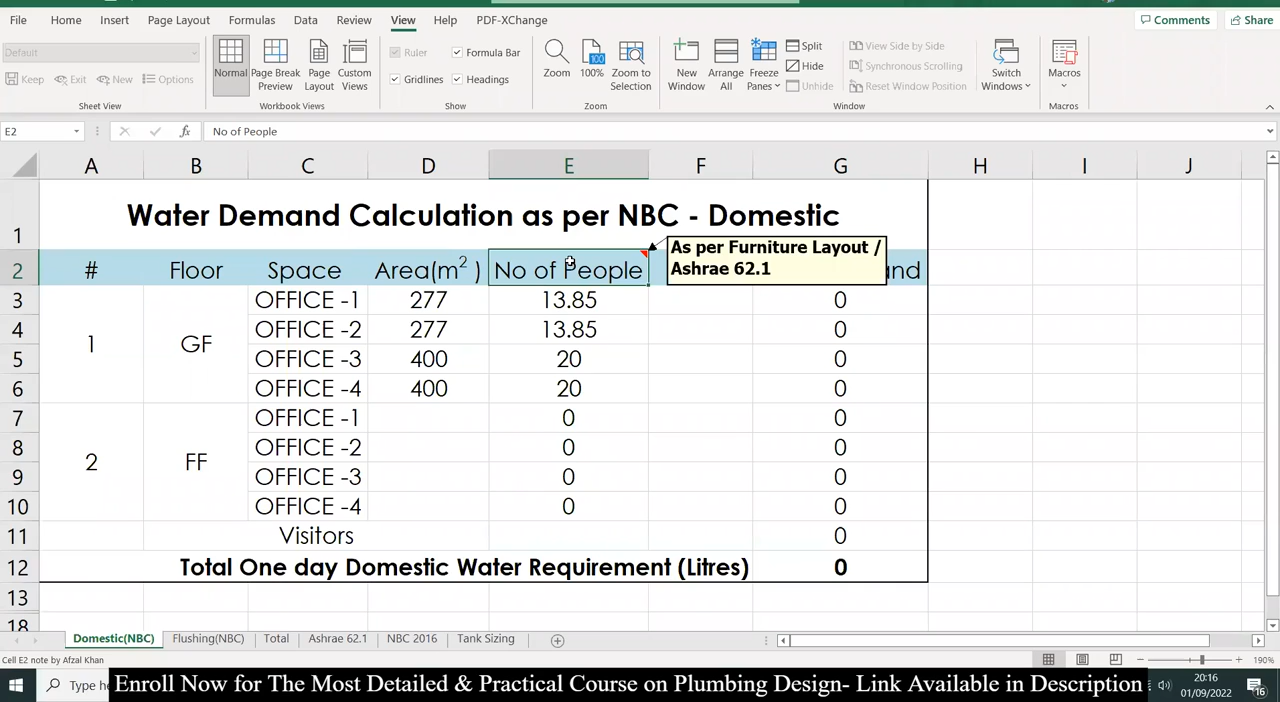 File Home Insert Page Layout Formulas Data Review View Help PDF-XChange Comments Share
Default
Keep Exit New Options
Sheet View
Normal Page Break Preview Page Layout Custom Views
Workbook Views
Ruler Formula Bar
Gridlines Headings
Show
Zoom 100% Zoom to Selection
Zoom
New Window Arrange All Freeze Panes
Split
Hide
Unhide
View Side by Side
Synchronous Scrolling
Reset Window Position
Window
Switch Windows
Macros
Macros
E2 fx No of People
A B C D E F G H I J
1 Water Demand Calculation as per NBC - Domestic
As per Furniture Layout /
Ashrae 62.1
2 # Floor Space Area(m2 ) No of People
3 OFFICE -1 277 13.85 0
4 OFFICE -2 277 13.85 0
1 GF
5 OFFICE -3 400 20 0
6 OFFICE -4 400 20 0
7 OFFICE -1 0 0
8 OFFICE -2 0 0
2 FF
9 OFFICE -3 0 0
10 OFFICE -4 0 0
11 Visitors 0
12 Total One day Domestic Water Requirement (Litres) 0
13
Domestic(NBC) Flushing(NBC) Total Ashrae 62.1 NBC 2016 Tank Sizing
Cell E2 note by Afzal Khan 190%
Type he
Enroll Now for The Most Detailed & Practical Course on Plumbing Design- Link Available in Description
20:16
01/09/2022
16